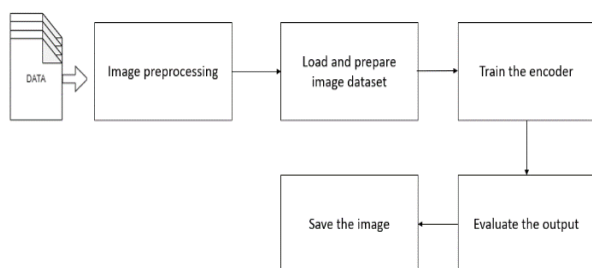 DATA
Image preprocessing
Load and prepare
image dataset
Train the encoder
Evaluate the output
Save the image